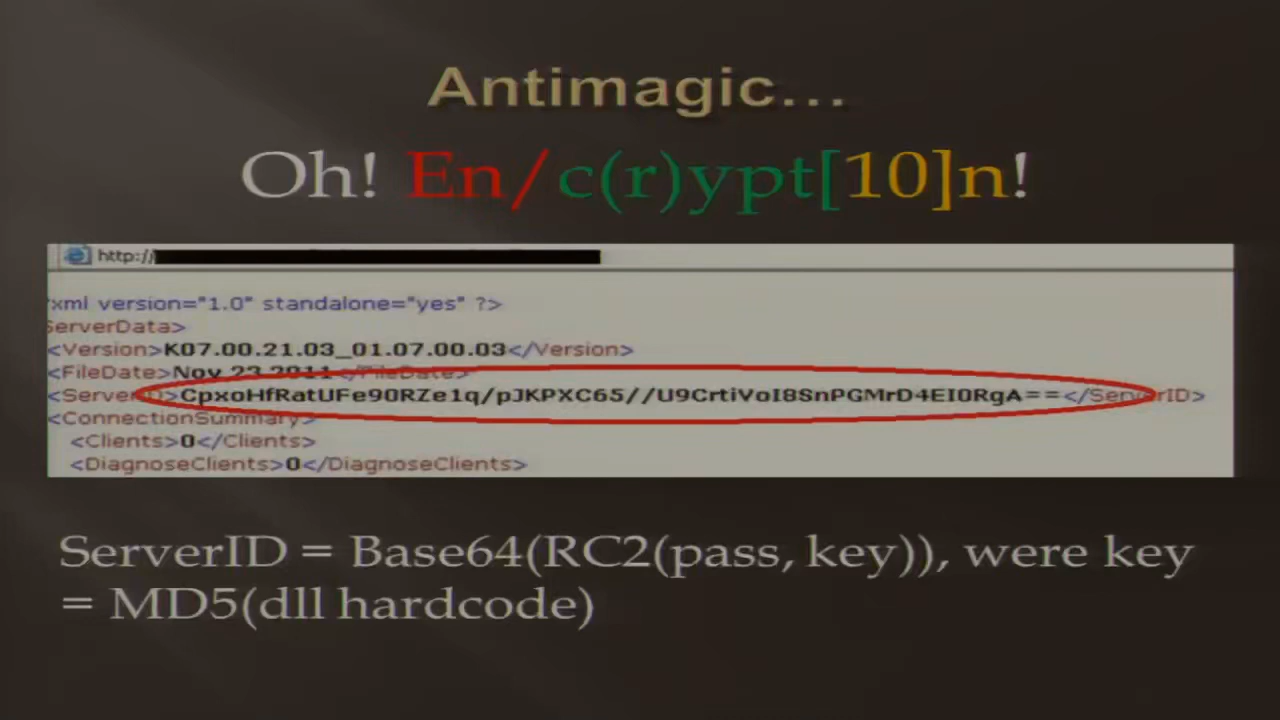 Antimagic...
Oh! En/c(r)ypt[10]n!
http://
xml version="1.0" standalone="yes" ?>
ServerData>
<Version>K07.00.21.03_01.07.00.03</Version>
<FileDate>Nov 23 2011</FileDate>
<ServerID>CpxoHfRatUFe90RZe1q/pJKPXC65//U9CrtiVoI8SnPGMrD4EI0RgA==</ServerID>
<ConnectionSummary>
<Clients>0</Clients>
<DiagnoseClients>0</DiagnoseClients>
ServerID = Base64(RC2(pass, key)), were key
= MD5(dll hardcode)